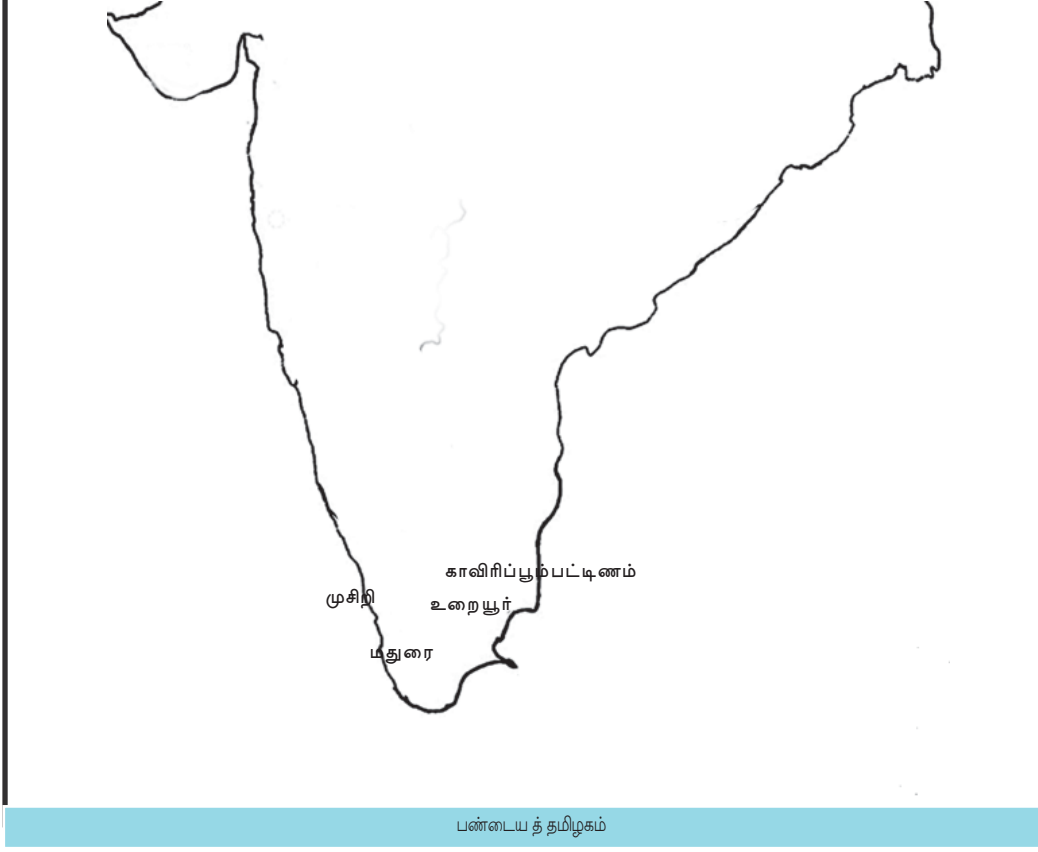 காவிரிப்பூம்பட்டிணம்
முசிறி
உறையூர்
மதுரை
பண்டைய த் தமிழகம்